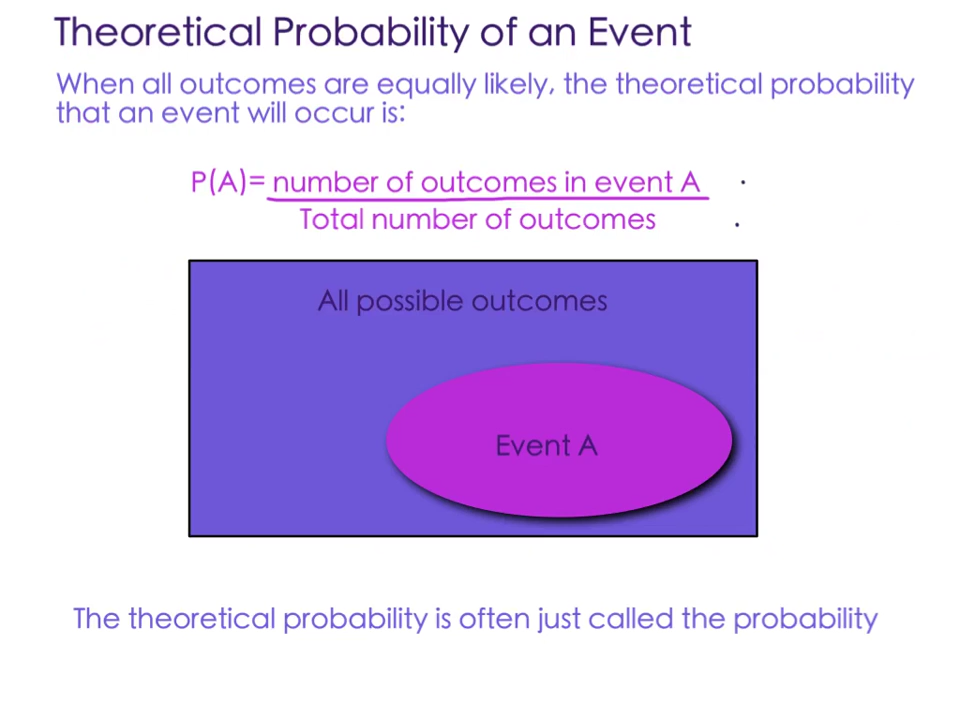 Theoretical Probability of an Event
When all outcomes are equally likely, the theoretical probability
that an event will occur is:
P(A)= number of outcomes in event A
Total number of outcomes
All possible outcomes
Event A
The theoretical probability is often just called the probability